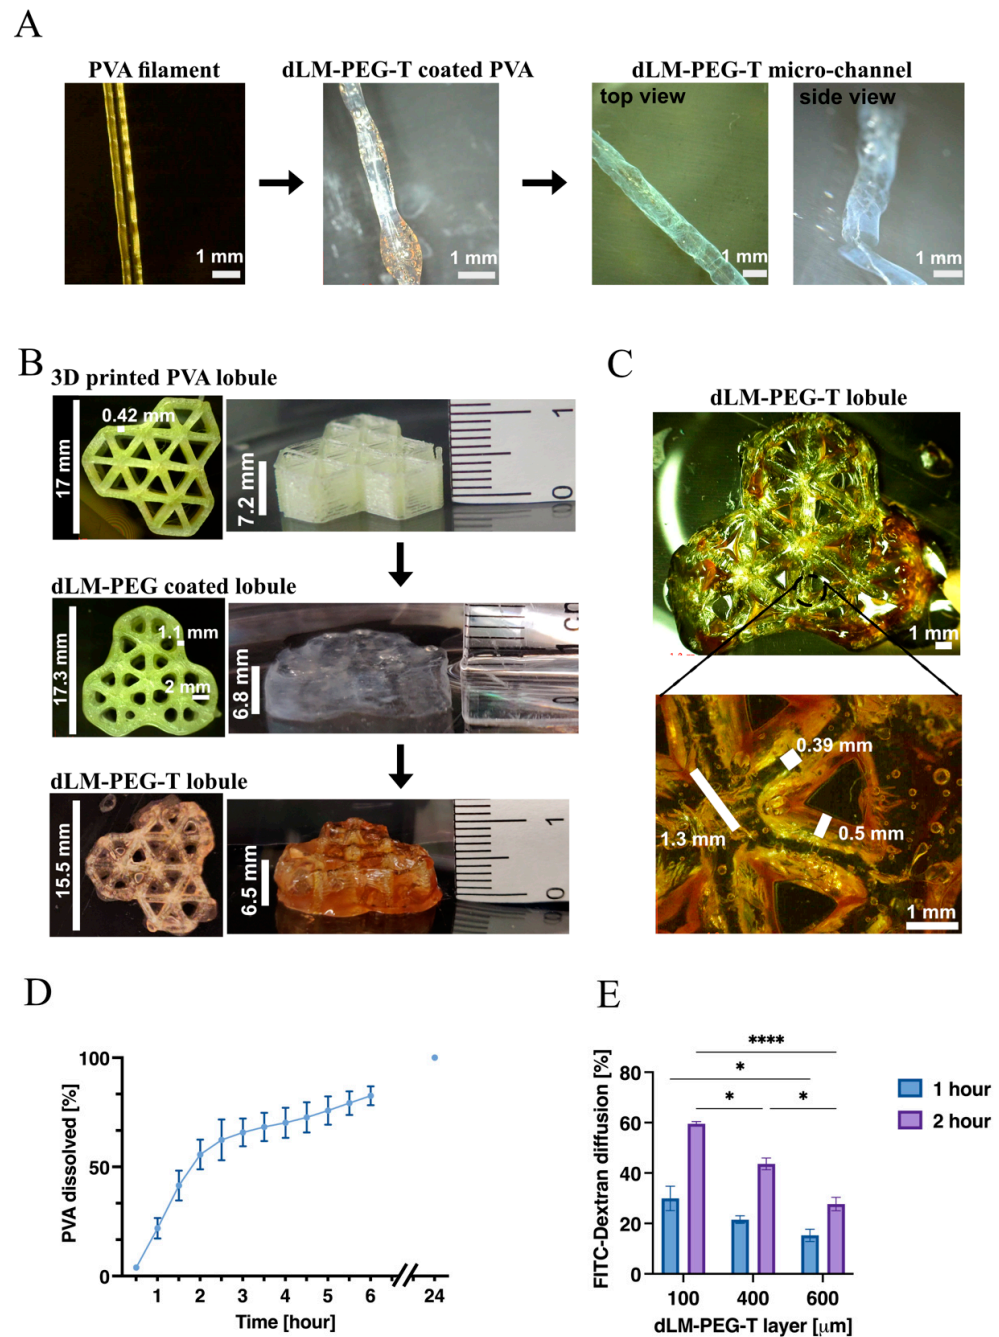 A
PVA filament
dLM-PEG-T coated PVA
dLM-PEG-T micro-channel
top view
side view
1 mm
1 mm
1 mm
1 mm
B
3D printed PVA lobule
0.42 mm
17 mm
7.2 mm
1
0
dLM-PEG coated lobule
1.1 mm
17.3 mm
2 mm
6.8 mm
dLM-PEG-T lobule
15.5 mm
6.5 mm
1
0
C
dLM-PEG-T lobule
1 mm
0.39 mm
1.3 mm
0.5 mm
1 mm
D
PVA dissolved [%]
100
50
0
1 2 3 4 5 6 24
Time [hour]
E
FITC-Dextran diffusion [%]
80
60
40
20
0
****
*
* *
100 400 600
dLM-PEG-T layer [μm]
1 hour
2 hour